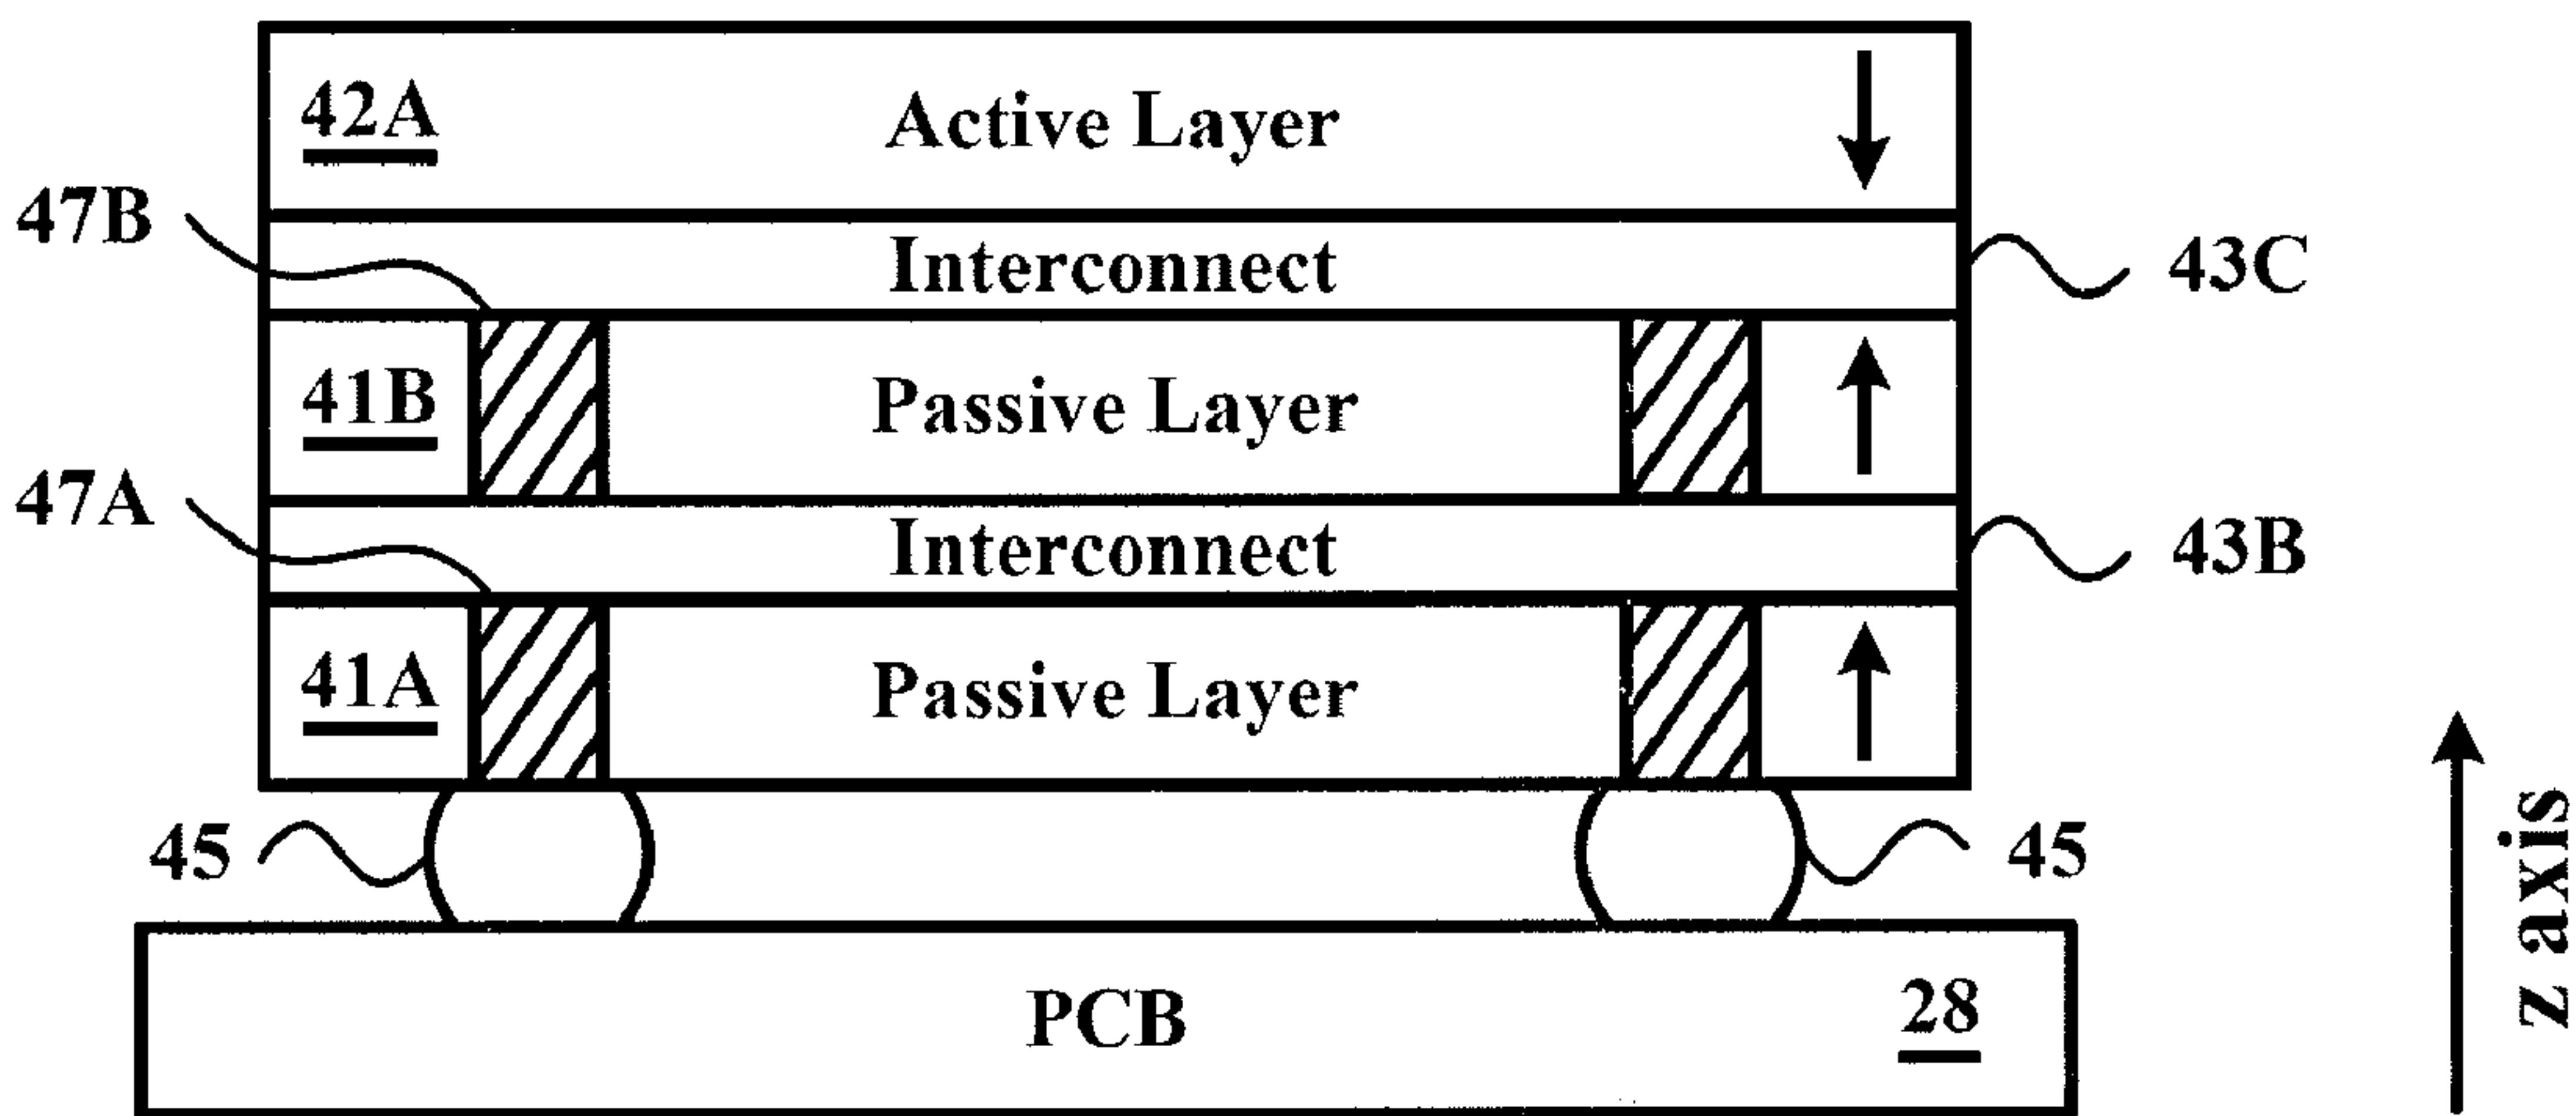 42A Active Layer
47B
Interconnect 43C
41B Passive Layer
47A
Interconnect 43B
41A Passive Layer
45 45
PCB 28
z axis